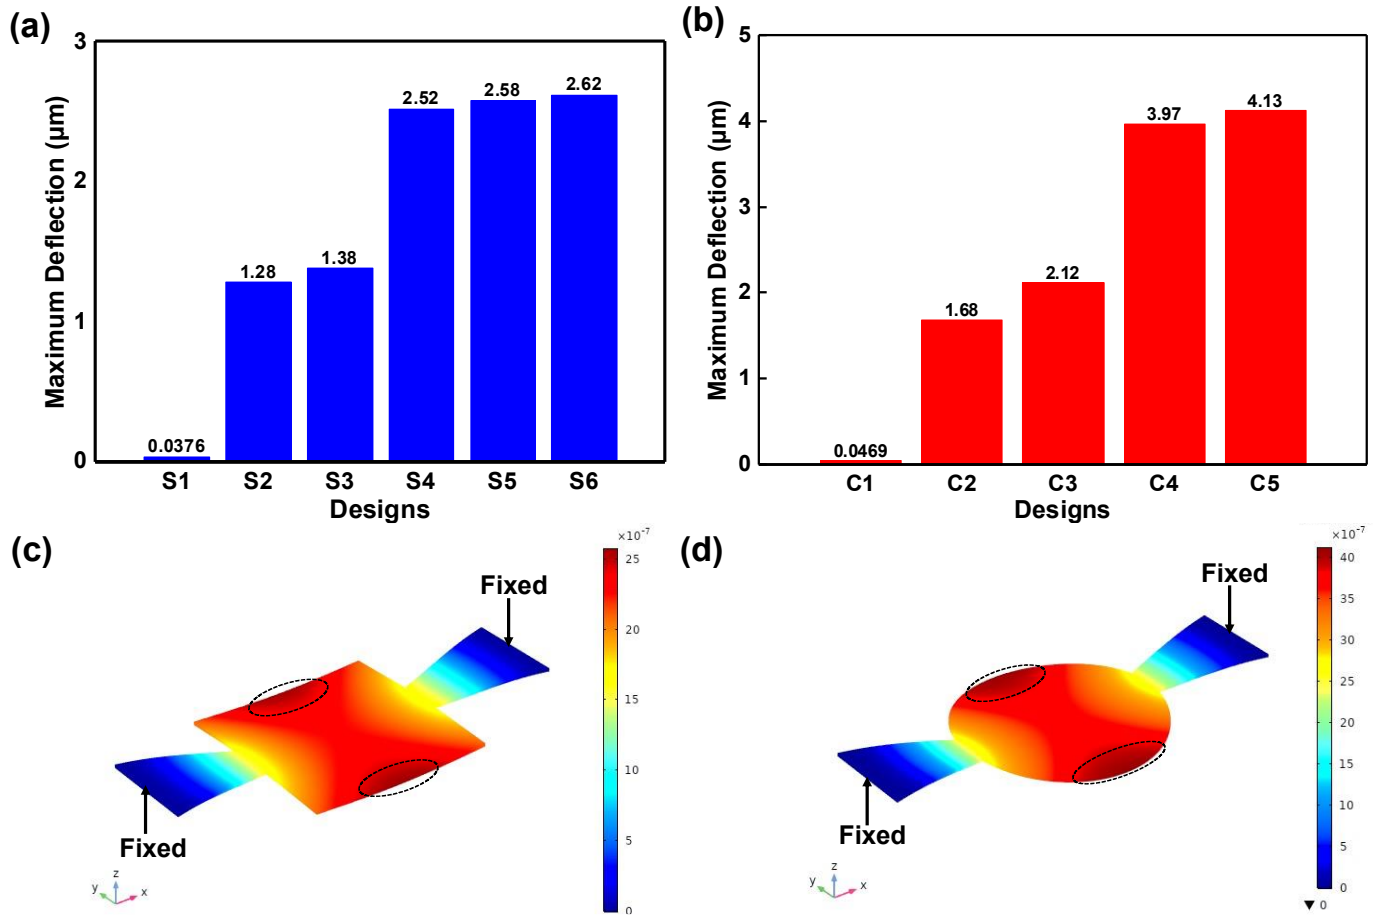 (a)
Maximum Deflection (μm)
3
2
1
0
0.0376
1.28
1.38
2.52
2.58
2.62
S1 S2 S3 S4 S5 S6
Designs
(b)
Maximum Deflection (μm)
5
4
3
2
1
0
0.0469
1.68
2.12
3.97
4.13
C1 C2 C3 C4 C5
Designs
(c)
Fixed
Fixed
z
y
x
×10⁻⁷
25
20
15
10
5
0
(d)
Fixed
Fixed
z
y
x
×10⁻⁷
40
35
30
25
20
15
10
5
0
▼ 0